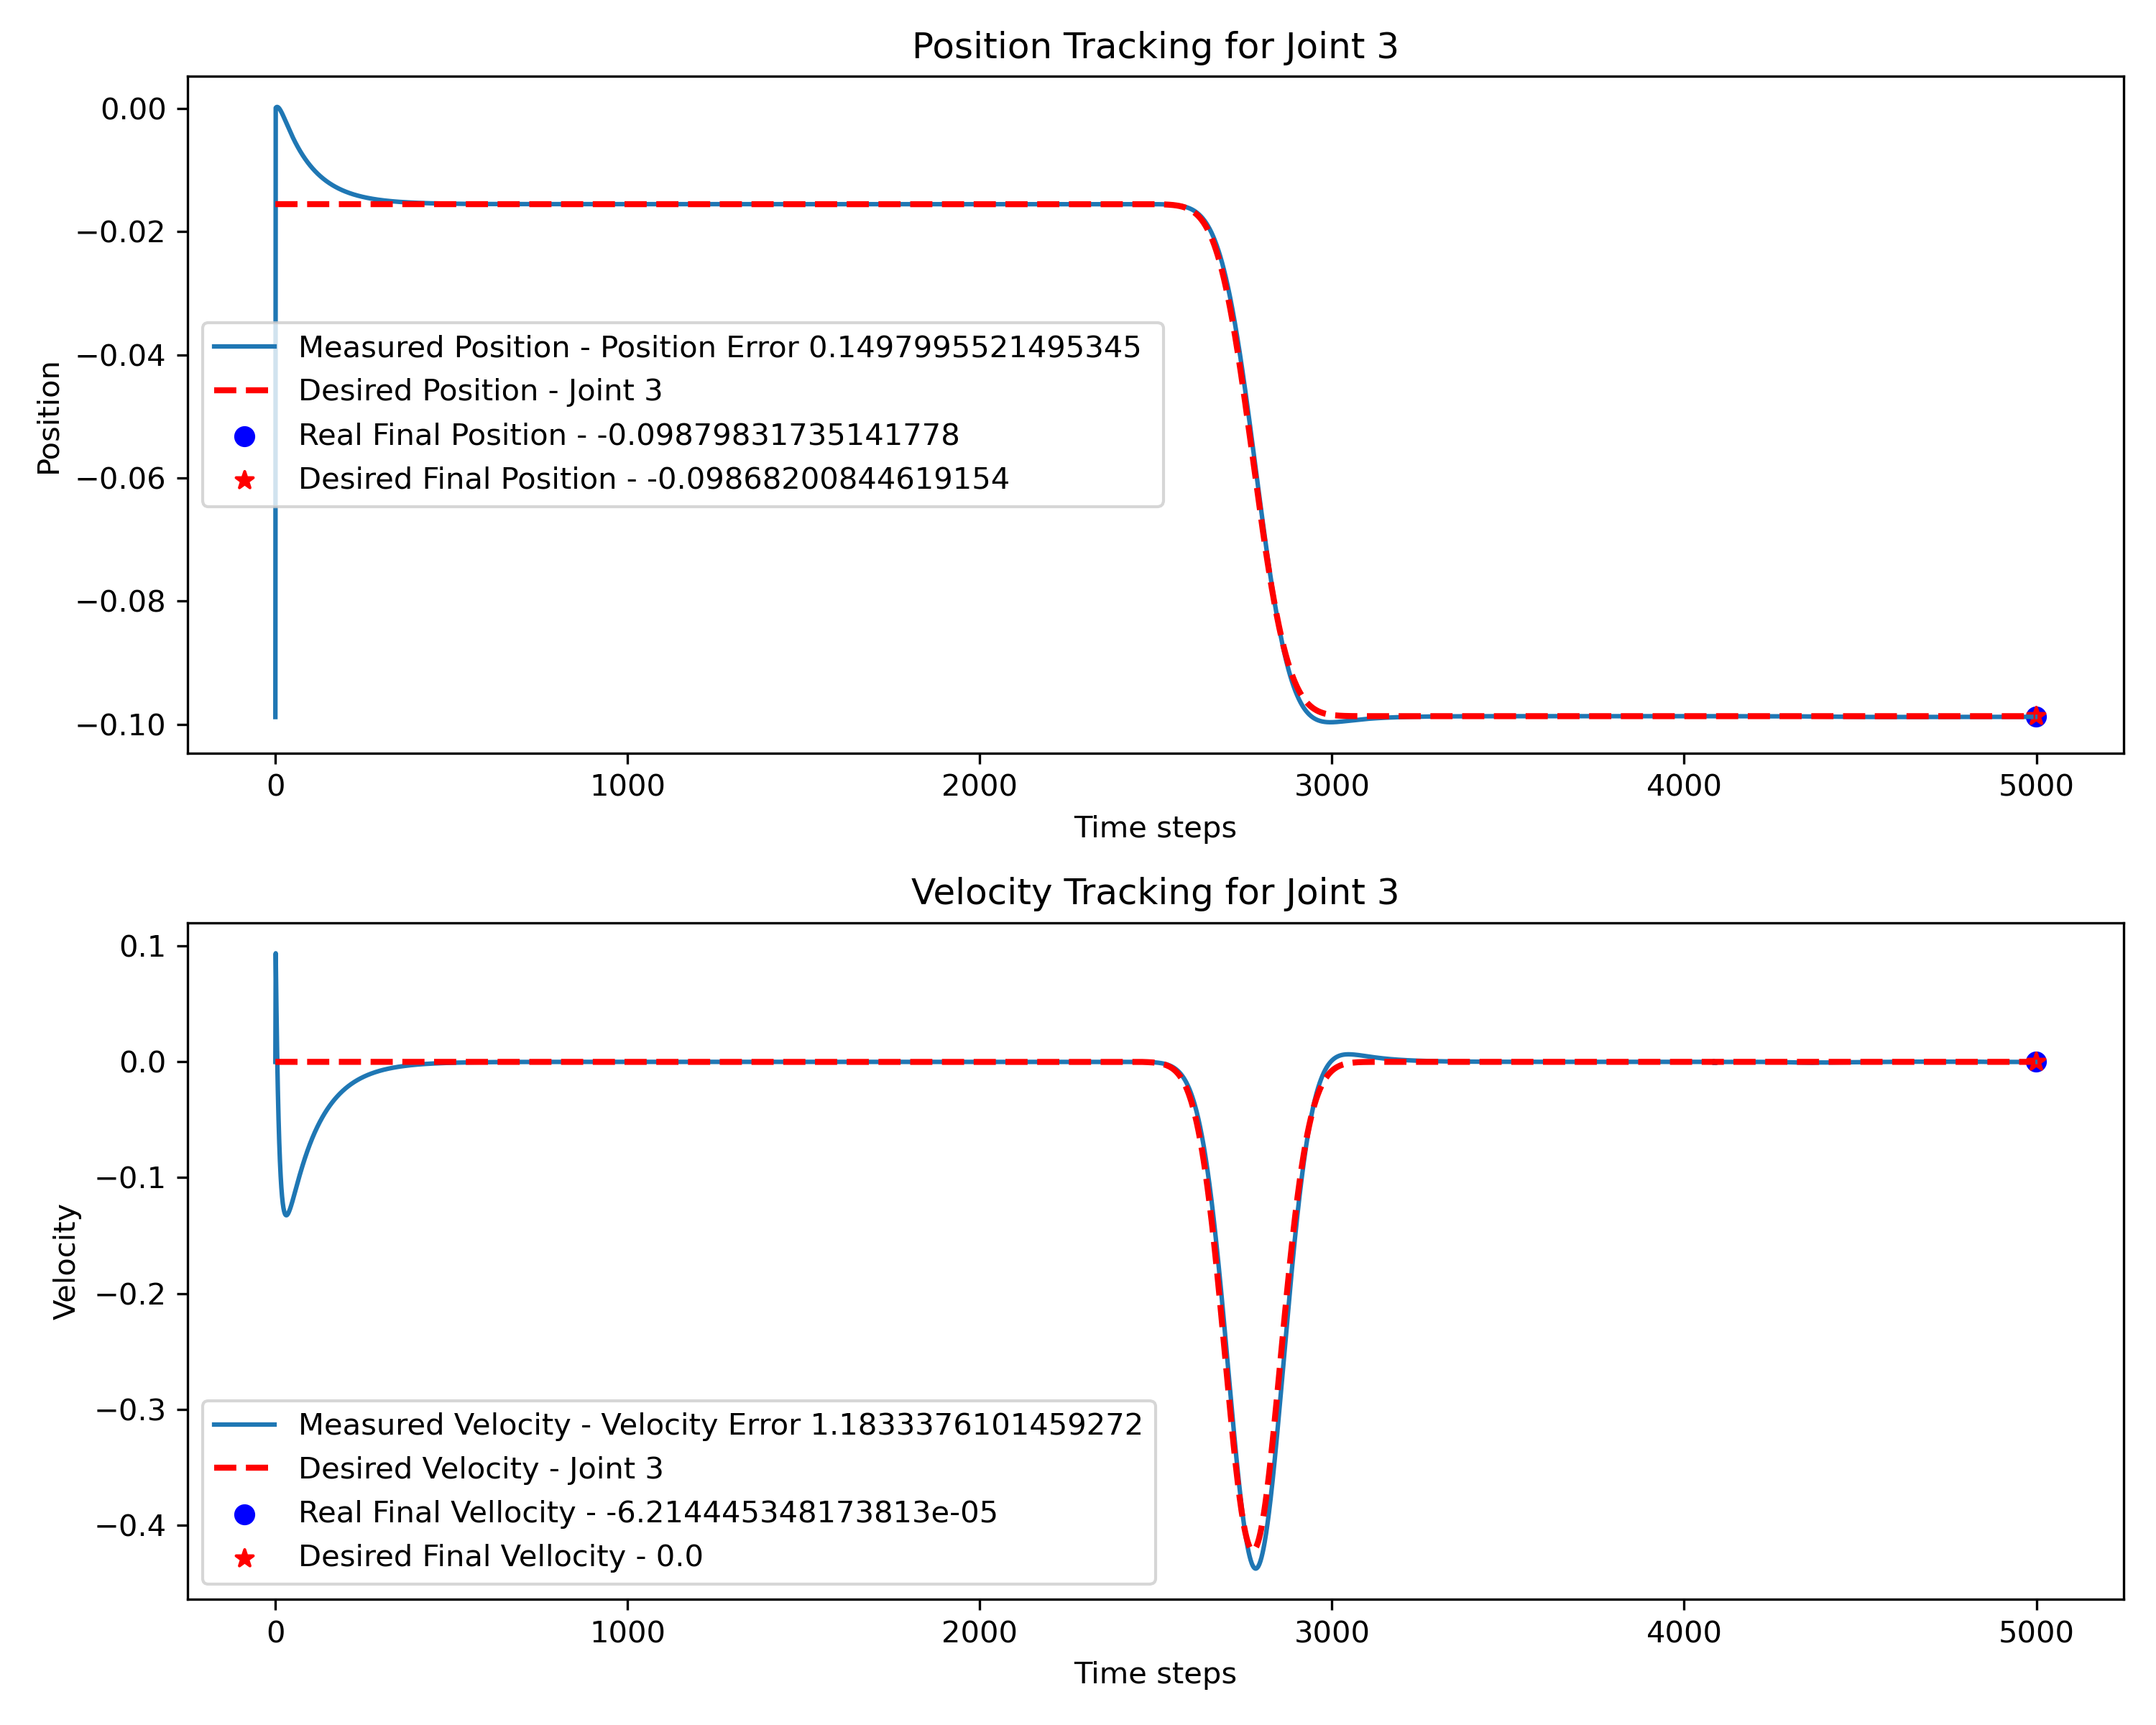 Position Tracking for Joint 3
0.00
−0.02
−0.04
−0.06
−0.08
−0.10
Position
Measured Position - Position Error 0.1497995521495345
Desired Position - Joint 3
Real Final Position - -0.09879831735141778
Desired Final Position - -0.09868200844619154
0 1000 2000 3000 4000 5000
Time steps
Velocity Tracking for Joint 3
0.1
0.0
−0.1
−0.2
−0.3
−0.4
Velocity
Measured Velocity - Velocity Error 1.1833376101459272
Desired Velocity - Joint 3
Real Final Vellocity - -6.214445348173813e-05
Desired Final Vellocity - 0.0
0 1000 2000 3000 4000 5000
Time steps